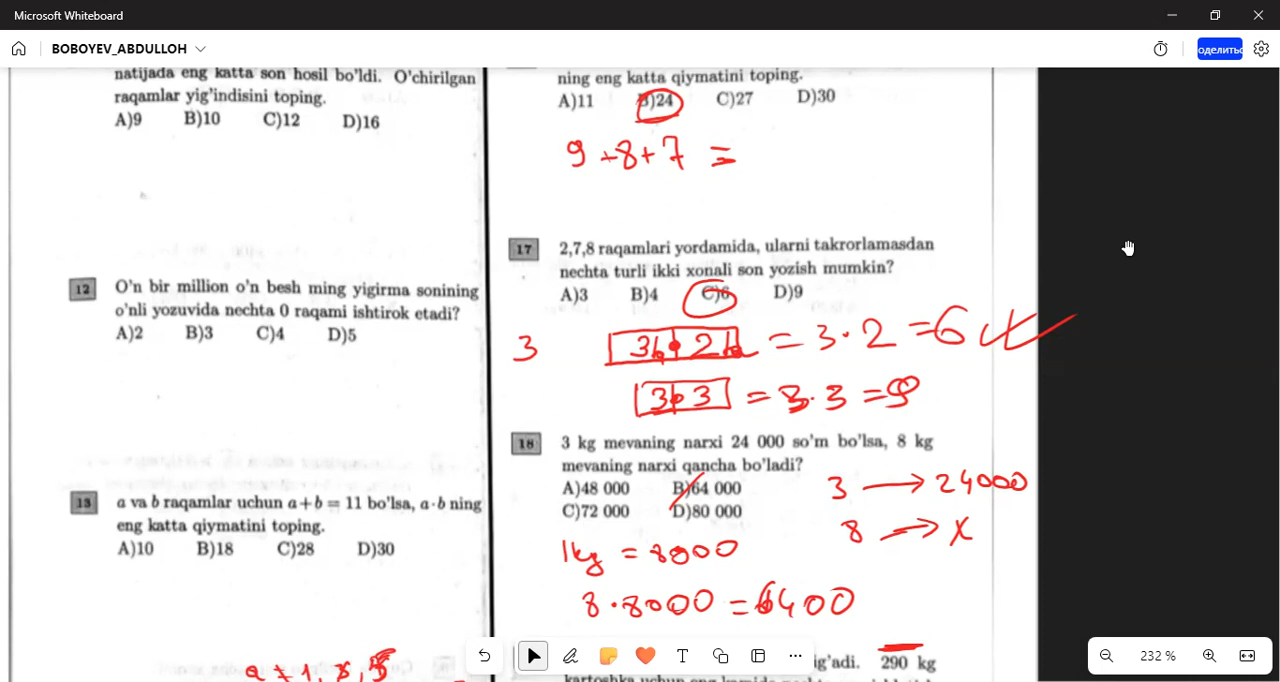 Microsoft Whiteboard
BOBOYEV_ABDULLOH
оделитьс
natijada eng katta son hosil bo'ldi. O'chirilgan
raqamlar yig'indisini toping.
A)9 B)10 C)12 D)16
12 O'n bir million o'n besh ming yigirma sonining
o'nli yozuvida nechta 0 raqami ishtirok etadi?
A)2 B)3 C)4 D)5
13 a va b raqamlar uchun a+b = 11 bo'lsa, a·b ning
eng katta qiymatini toping.
A)10 B)18 C)28 D)30
ning eng katta qiymatini toping.
A)11 B)24 C)27 D)30
9+8+7 =
17 2,7,8 raqamlari yordamida, ularni takrorlamasdan
nechta turli ikki xonali son yozish mumkin?
A)3 B)4 C)6 D)9
3 = 3·2 =6
3·3 = 3·3 =9
18 3 kg mevaning narxi 24 000 so'm bo'lsa, 8 kg
mevaning narxi qancha bo'ladi?
A)48 000 B)64 000
C)72 000 D)80 000
3 → 24000
8 → x
1kg = 8000
8·8000 =6400
ig'adi. 290 kg
232 %